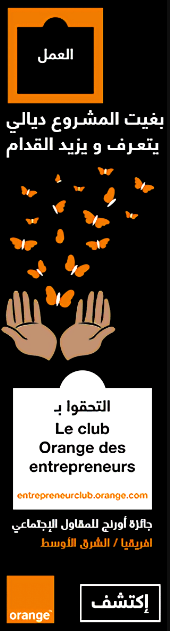 العمل
بغيت المشروع ديالي
يتعرف و يزيد القدام
التحقوا بـ
Le club
Orange des
entrepreneurs
entrepreneurclub.orange.com
جائزة أورنج للمقاول الإجتماعي
افريقيا / الشرق الأوسط
orange™
إكتشف